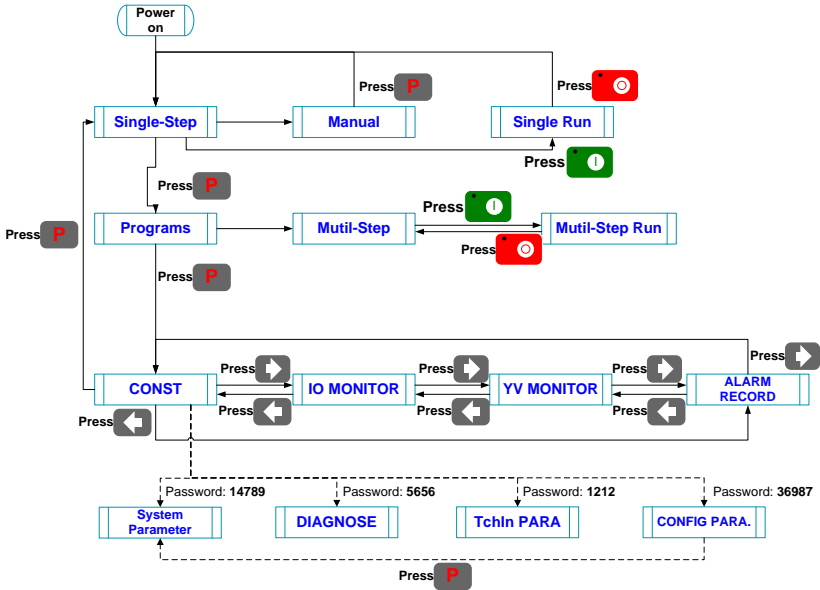 Power
on
Press P
Press
Single-Step
Manual
Single Run
Press
Press P
Press
Press P
Programs
Mutil-Step
Mutil-Step Run
Press
Press P
Press
Press
Press
Press
CONST
IO MONITOR
YV MONITOR
ALARM
RECORD
Press
Press
Press
Press
Password: 14789
Password: 5656
Password: 1212
Password: 36987
System
Parameter
DIAGNOSE
TchIn PARA
CONFIG PARA.
Press P